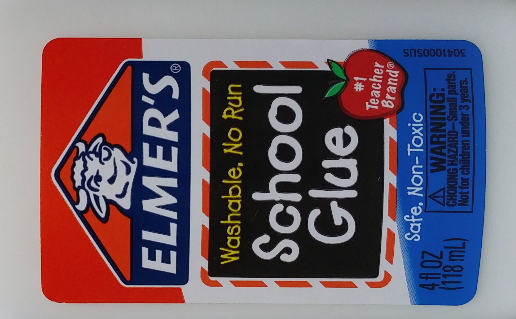 ELMER'S®
Washable, No Run
School
Glue
#1
Teacher
Brand®
Safe, Non-Toxic
4 fl OZ
(118 mL)
WARNING:
CHOKING HAZARD—Small parts.
Not for children under 3 years.
30410005US